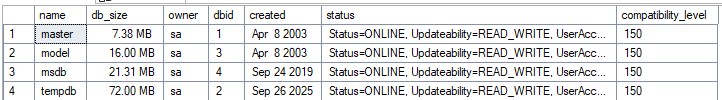 name db_size owner dbid created status compatibility_level
1 master 7.38 MB sa 1 Apr 8 2003 Status=ONLINE, Updateability=READ_WRITE, UserAcc... 150
2 model 16.00 MB sa 3 Apr 8 2003 Status=ONLINE, Updateability=READ_WRITE, UserAcc... 150
3 msdb 21.31 MB sa 4 Sep 24 2019 Status=ONLINE, Updateability=READ_WRITE, UserAcc... 150
4 tempdb 72.00 MB sa 2 Sep 26 2025 Status=ONLINE, Updateability=READ_WRITE, UserAcc... 150